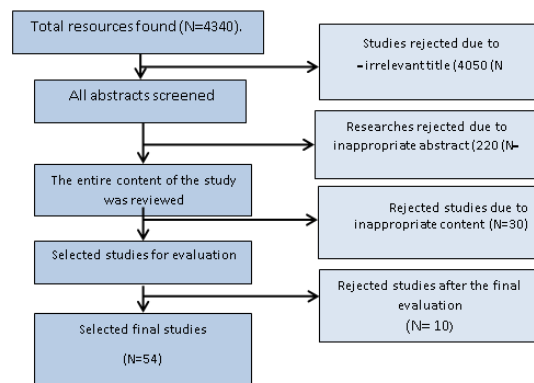 Total resources found (N=4340).
Studies rejected due to
–irrelevant title (4050 (N
All abstracts screened
Researches rejected due to
inappropriate abstract (220 (N–
The entire content of the study
was reviewed
Rejected studies due to
inappropriate content (N=30)
Selected studies for evaluation
Rejected studies after the final
evaluation
(N= 10)
Selected final studies
(N=54)